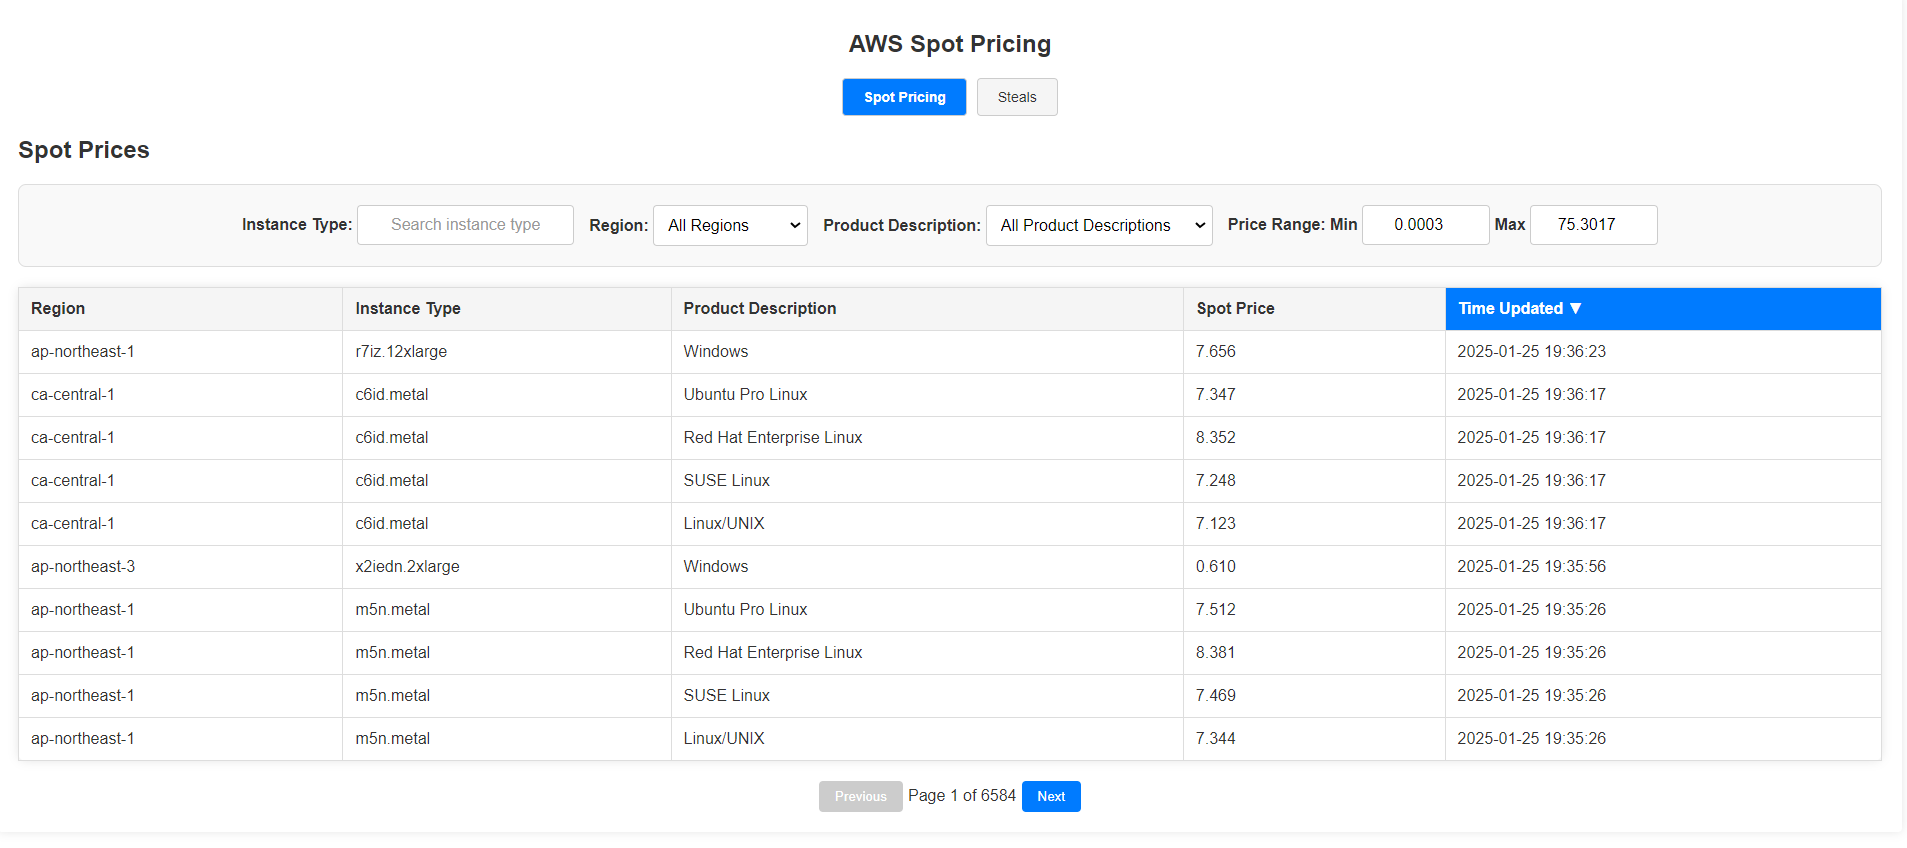 AWS Spot Pricing
Spot Pricing Steals
Spot Prices
Instance Type: Search instance type Region: All Regions Product Description: All Product Descriptions Price Range: Min 0.0003 Max 75.3017
Region Instance Type Product Description Spot Price Time Updated ▼
ap-northeast-1 r7iz.12xlarge Windows 7.656 2025-01-25 19:36:23
ca-central-1 c6id.metal Ubuntu Pro Linux 7.347 2025-01-25 19:36:17
ca-central-1 c6id.metal Red Hat Enterprise Linux 8.352 2025-01-25 19:36:17
ca-central-1 c6id.metal SUSE Linux 7.248 2025-01-25 19:36:17
ca-central-1 c6id.metal Linux/UNIX 7.123 2025-01-25 19:36:17
ap-northeast-3 x2iedn.2xlarge Windows 0.610 2025-01-25 19:35:56
ap-northeast-1 m5n.metal Ubuntu Pro Linux 7.512 2025-01-25 19:35:26
ap-northeast-1 m5n.metal Red Hat Enterprise Linux 8.381 2025-01-25 19:35:26
ap-northeast-1 m5n.metal SUSE Linux 7.469 2025-01-25 19:35:26
ap-northeast-1 m5n.metal Linux/UNIX 7.344 2025-01-25 19:35:26
Previous Page 1 of 6584 Next